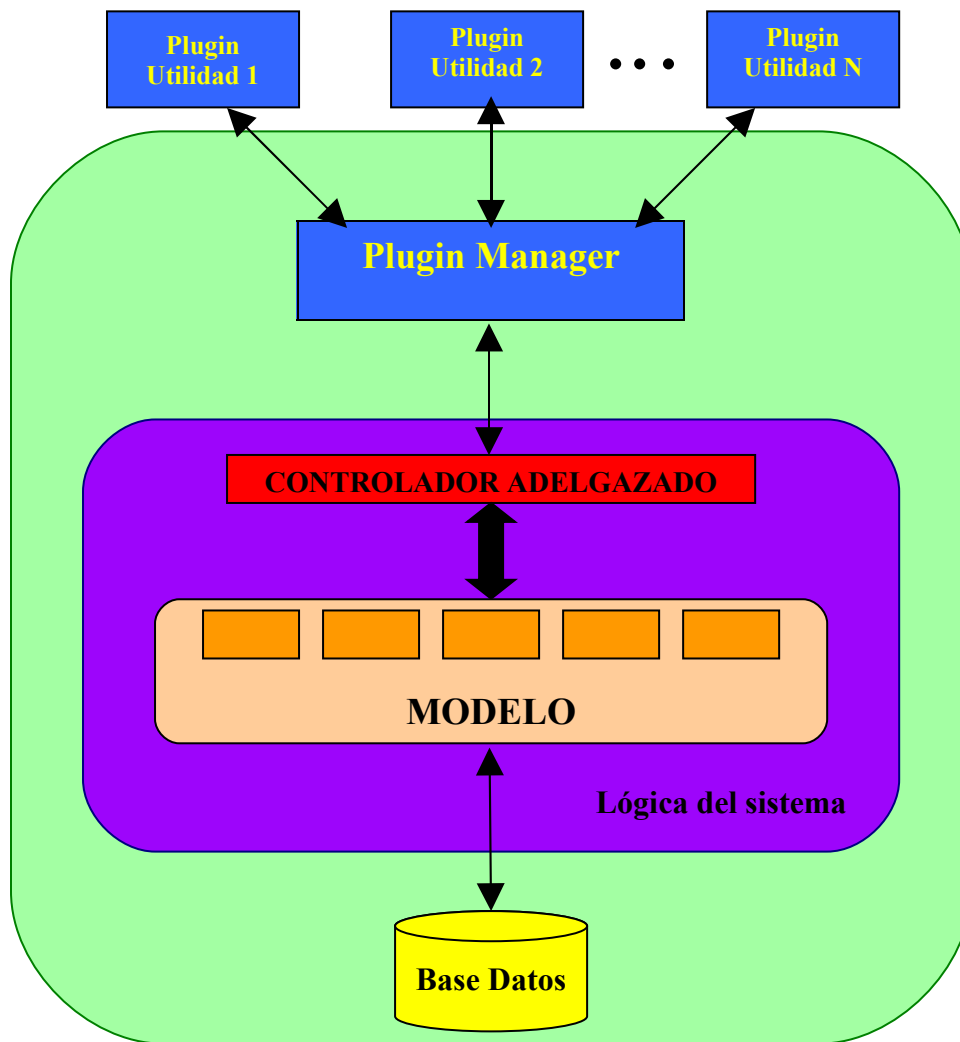 Plugin
Utilidad 1
Plugin
Utilidad 2
Plugin
Utilidad N
Plugin Manager
CONTROLADOR ADELGAZADO
MODELO
Lógica del sistema
Base Datos